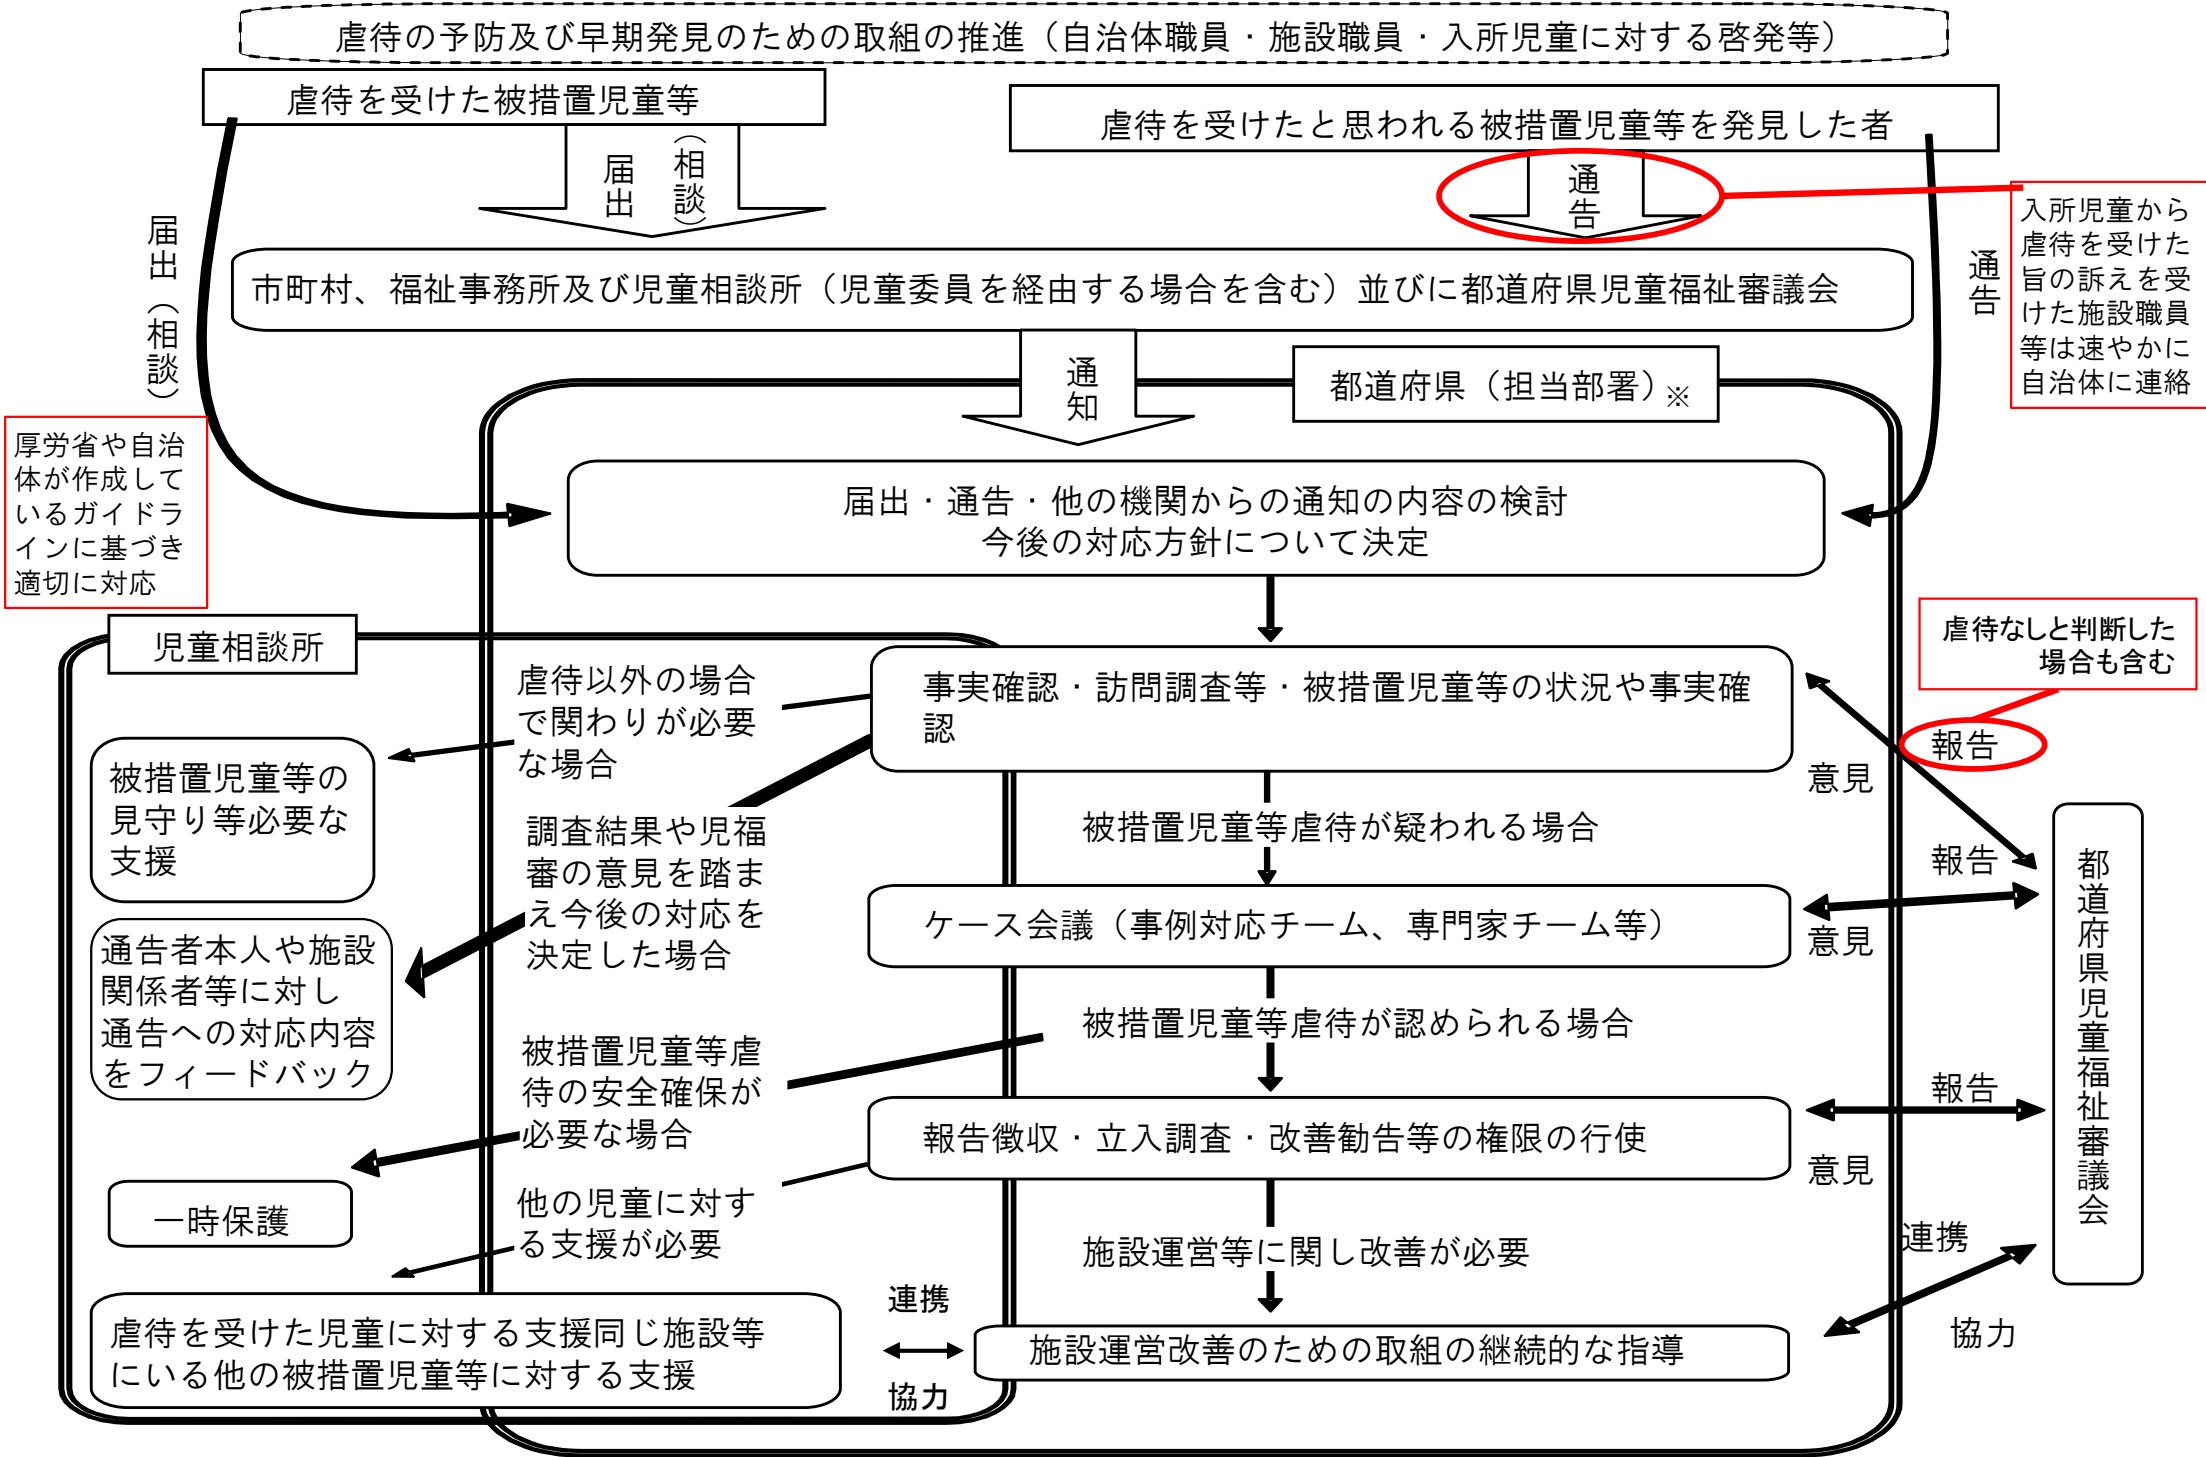 虐待の予防及び早期発見のための取組の推進（自治体職員・施設職員・入所児童に対する啓発等）
虐待を受けた被措置児童等
虐待を受けたと思われる被措置児童等を発見した者
届出
（相談）
通告
届出（相談）
通告
入所児童から
虐待を受けた
旨の訴えを受
けた施設職員
等は速やかに
自治体に連絡
市町村、福祉事務所及び児童相談所（児童委員を経由する場合を含む）並びに都道府県児童福祉審議会
通知
都道府県（担当部署）※
厚労省や自治
体が作成して
いるガイドラ
インに基づき
適切に対応
届出・通告・他の機関からの通知の内容の検討
今後の対応方針について決定
児童相談所
虐待なしと判断した
場合も含む
虐待以外の場合
で関わりが必要
な場合
事実確認・訪問調査等・被措置児童等の状況や事実確
認
報告
意見
被措置児童等の
見守り等必要な
支援
調査結果や児福
審の意見を踏ま
え今後の対応を
決定した場合
被措置児童等虐待が疑われる場合
報告
ケース会議（事例対応チーム、専門家チーム等）
意見
都道府県児童福祉審議会
通告者本人や施設
関係者等に対し
通告への対応内容
をフィードバック
被措置児童等虐待が認められる場合
被措置児童等虐
待の安全確保が
必要な場合
報告
報告徴収・立入調査・改善勧告等の権限の行使
意見
一時保護
他の児童に対す
る支援が必要
施設運営等に関し改善が必要
連携
協力
虐待を受けた児童に対する支援同じ施設等
にいる他の被措置児童等に対する支援
連携
協力
施設運営改善のための取組の継続的な指導